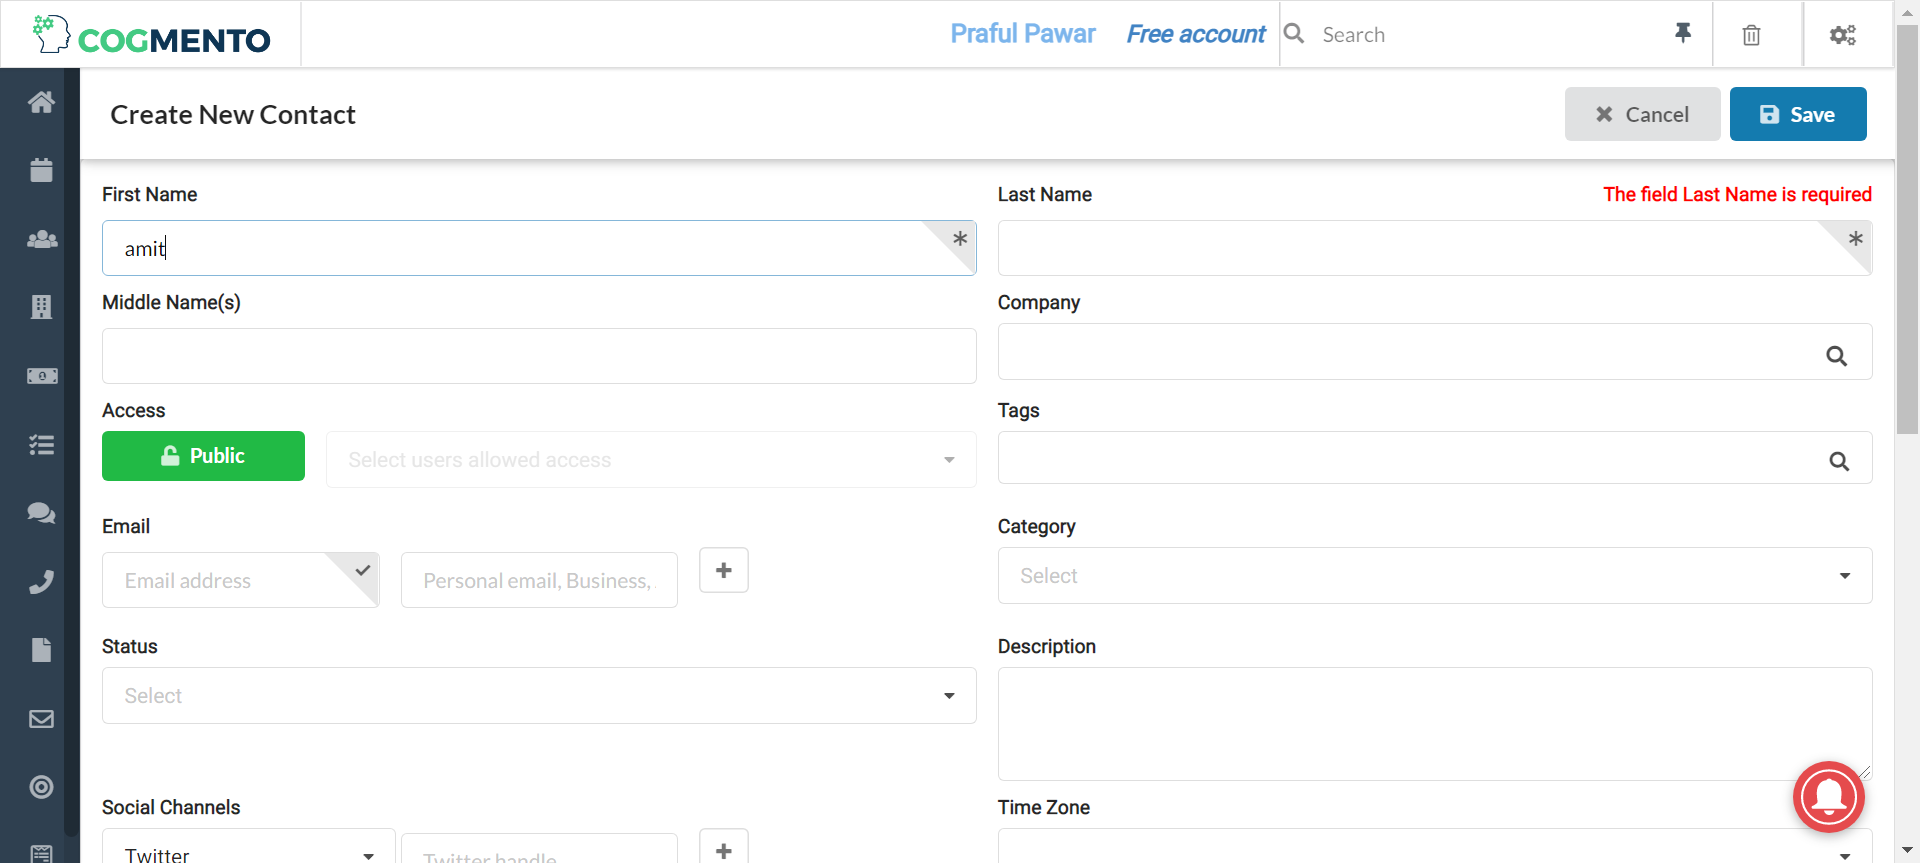 COGMENTO
Praful Pawar
Free account
Search
Create New Contact
Cancel
Save
First Name
amit
Last Name
The field Last Name is required
Middle Name(s)
Company
Access
Public
Select users allowed access
Tags
Email
Email address
Personal email, Business,
Category
Select
Status
Select
Description
Social Channels
Twitter
Twitter handle
Time Zone